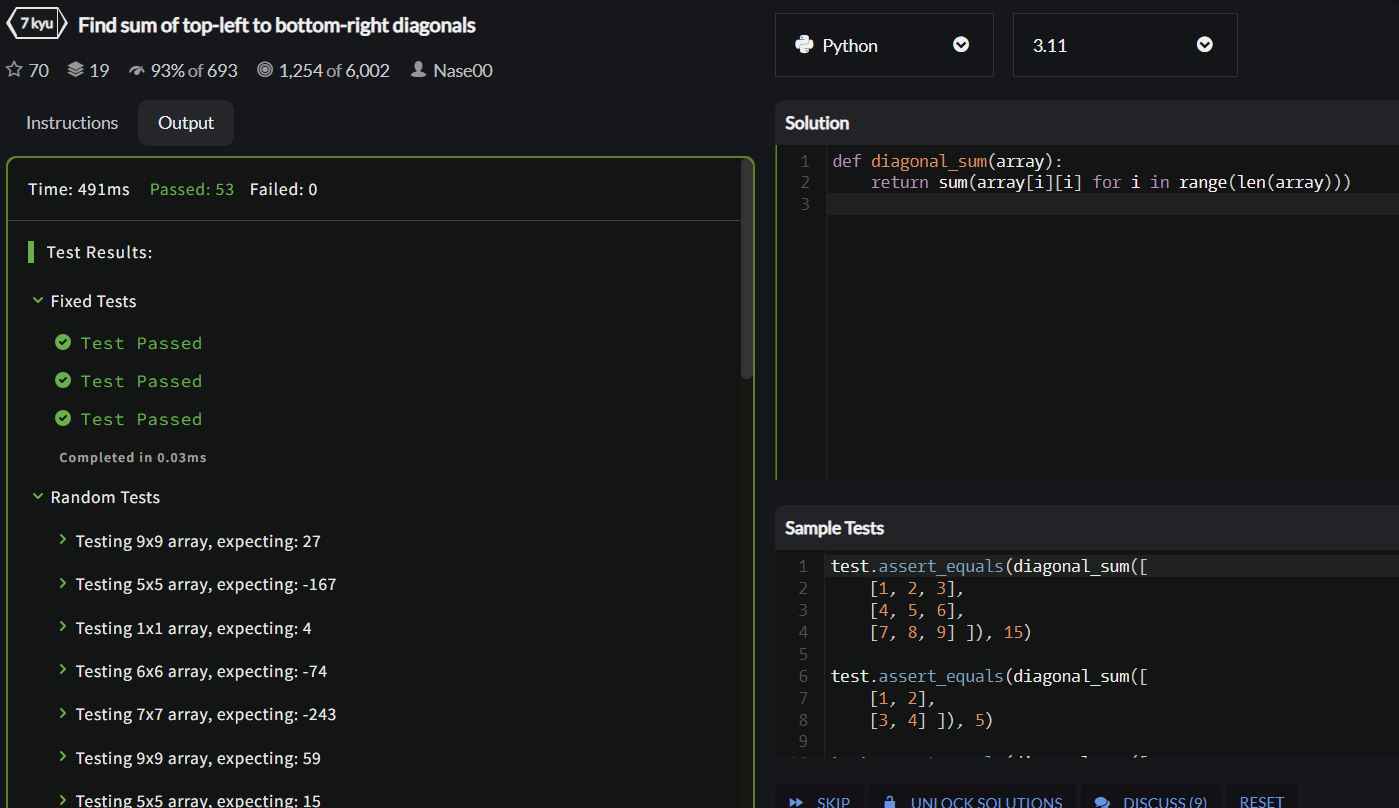 7 kyu Find sum of top-left to bottom-right diagonals
70 19 93% of 693 1,254 of 6,002 Nase00
Instructions Output
Time: 491ms Passed: 53 Failed: 0
Test Results:
Fixed Tests
Test Passed
Test Passed
Test Passed
Completed in 0.03ms
Random Tests
Testing 9x9 array, expecting: 27
Testing 5x5 array, expecting: -167
Testing 1x1 array, expecting: 4
Testing 6x6 array, expecting: -74
Testing 7x7 array, expecting: -243
Testing 9x9 array, expecting: 59
Testing 5x5 array, expecting: 15
Python 3.11
Solution
1 def diagonal_sum(array):
2 return sum(array[i][i] for i in range(len(array)))
3
Sample Tests
1 test.assert_equals(diagonal_sum([
2 [1, 2, 3],
3 [4, 5, 6],
4 [7, 8, 9] ]), 15)
5
6 test.assert_equals(diagonal_sum([
7 [1, 2],
8 [3, 4] ]), 5)
9
SKIP UNLOCK SOLUTIONS DISCUSS (9) RESET